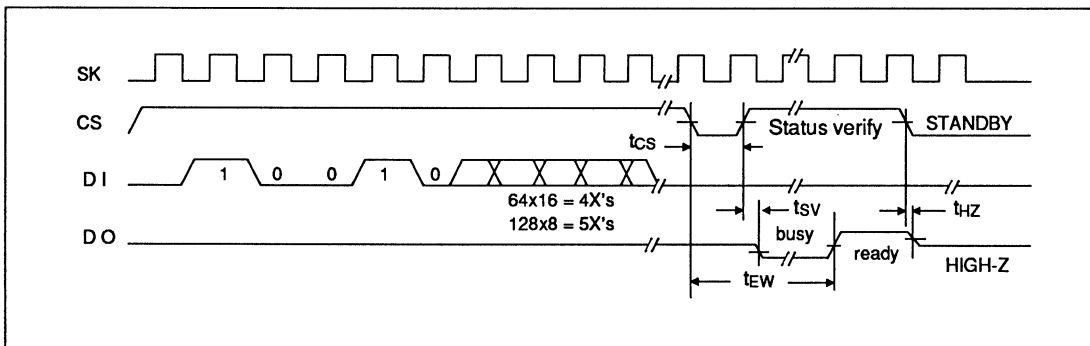 SK
CS
tCS
Status verify
STANDBY
DI
1 0 0 1 0
64x16 = 4X's
128x8 = 5X's
tSV
tHZ
DO
busy
ready
HIGH-Z
tEW